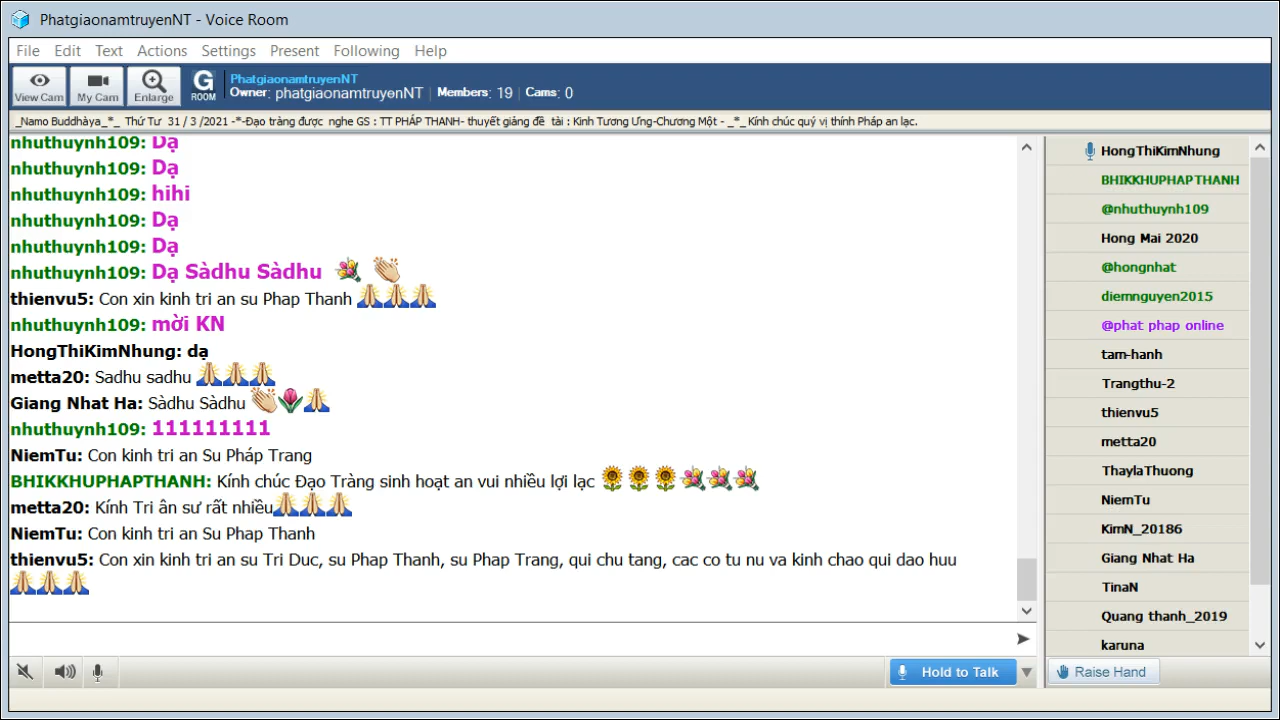 PhatgiaonamtruyenNT - Voice Room
File Edit Text Actions Settings Present Following Help
View Cam My Cam Enlarge G ROOM PhatgiaonamtruyenNT
Owner: phatgiaonamtruyenNT | Members: 19 | Cams: 0
_Namo Buddhàya_*_ Thứ Tư 31 / 3 /2021 -*-Đạo tràng được nghe GS : TT PHÁP THANH- thuyết giảng đề tài : Kinh Tương Ưng-Chương Một - _*_ Kính chúc quý vị thính Pháp an lạc.
nhuthuynh109: Dạ
nhuthuynh109: Dạ
nhuthuynh109: hihi
nhuthuynh109: Dạ
nhuthuynh109: Dạ
nhuthuynh109: Dạ Sàdhu Sàdhu
thienvu5: Con xin kinh tri an su Phap Thanh
nhuthuynh109: mời KN
HongThiKimNhung: dạ
metta20: Sadhu sadhu
Giang Nhat Ha: Sàdhu Sàdhu
nhuthuynh109: 111111111
NiemTu: Con kinh tri an Su Pháp Trang
BHIKKHUPHAPTHANH: Kính chúc Đạo Tràng sinh hoạt an vui nhiều lợi lạc
metta20: Kính Tri ân sư rất nhiều
NiemTu: Con kinh tri an Su Phap Thanh
thienvu5: Con xin kinh tri an su Tri Duc, su Phap Thanh, su Phap Trang, qui chu tang, cac co tu nu va kinh chao qui dao huu
HongThiKimNhung
BHIKKHUPHAPTHANH
@nhuthuynh109
Hong Mai 2020
@hongnhat
diemnguyen2015
@phat phap online
tam-hanh
Trangthu-2
thienvu5
metta20
ThaylaThuong
NiemTu
KimN_20186
Giang Nhat Ha
TinaN
Quang thanh_2019
karuna
Hold to Talk
Raise Hand